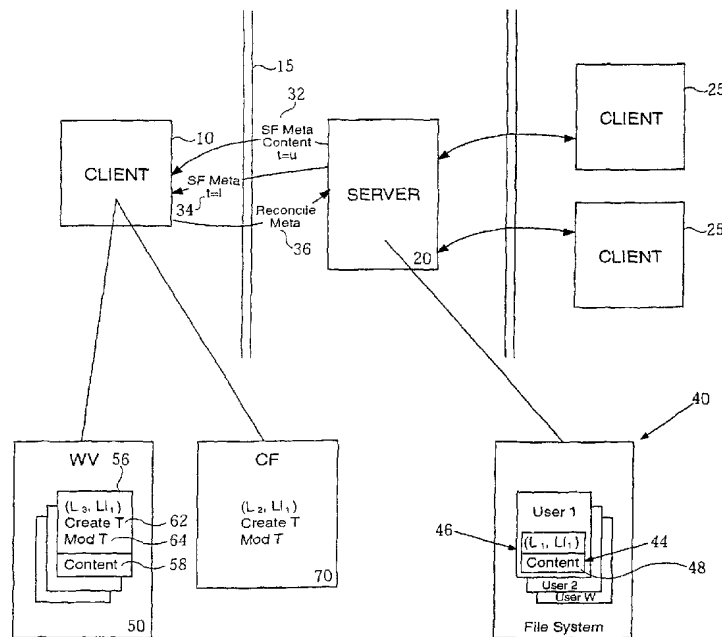 15
32
10
SF Meta
Content
t=u
CLIENT
SF Meta
t=l
34
Reconcile
Meta
36
SERVER
20
25
CLIENT
25
CLIENT
40
WV
56
(L₃, LI₁)
Create T
62
Mod T
64
Content
58
50
CF
(L₂, LI₁)
Create T
Mod T
70
User 1
46
(L₁, LI₁)
44
Content
48
User 2
User W
File System